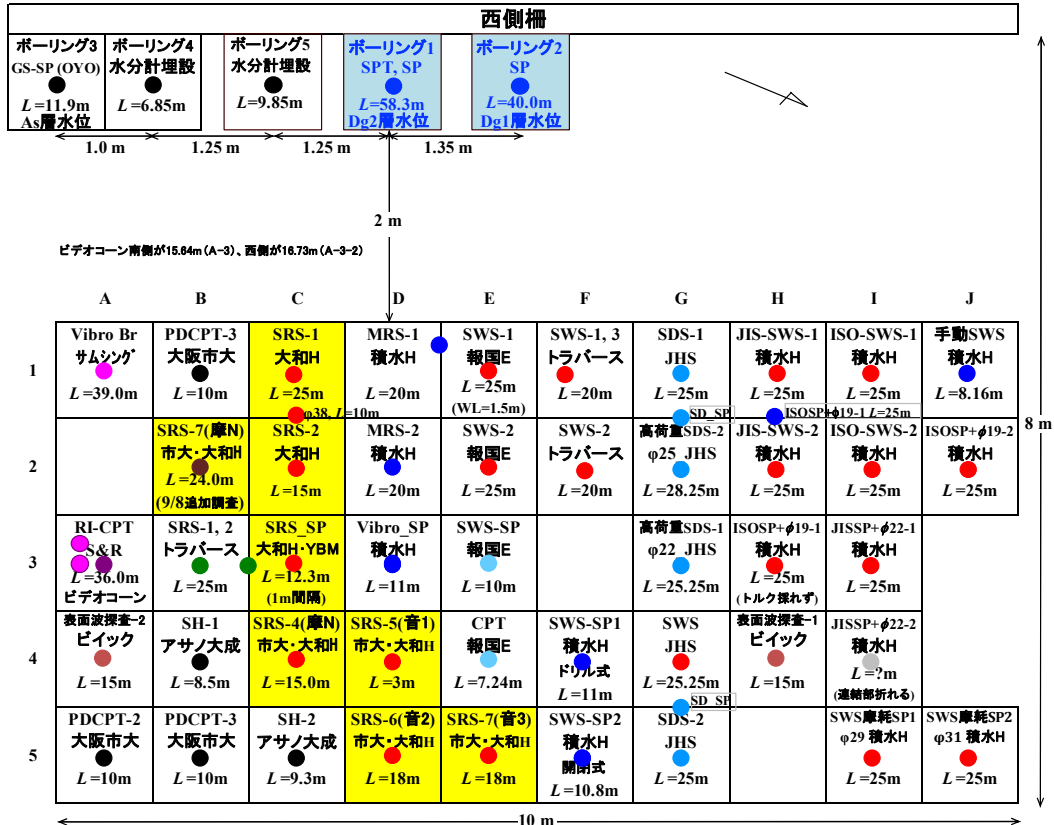 西側柵
ボーリング3
GS-SP (OYO)
L=11.9m
As層水位
ボーリング4
水分計埋設
L=6.85m
ボーリング5
水分計埋設
L=9.85m
ボーリング1
SPT, SP
L=58.3m
Dg2層水位
ボーリング2
SP
L=40.0m
Dg1層水位
1.0 m
1.25 m
1.25 m
1.35 m
2 m
ビデオコーン南側が15.64m(A-3)、西側が16.73m(A-3-2)
A B C D E F G H I J
1
Vibro Br
サムシング
L=39.0m
PDCPT-3
大阪市大
L=10m
SRS-1
大和H
L=25m
φ38, L=10m
MRS-1
積水H
L=20m
SWS-1
報国E
L=25m
(WL=1.5m)
SWS-1, 3
トラバース
L=20m
SDS-1
JHS
L=25m
SD_SP
JIS-SWS-1
積水H
L=25m
ISOSP+ϕ19-1 L=25m
ISO-SWS-1
積水H
L=25m
手動SWS
積水H
L=8.16m
2
SRS-7(摩N)
市大・大和H
L=24.0m
(9/8追加調査)
SRS-2
大和H
L=15m
MRS-2
積水H
L=20m
SWS-2
報国E
L=25m
SWS-2
トラバース
L=20m
高荷重SDS-2
φ25 JHS
L=28.25m
JIS-SWS-2
積水H
L=25m
ISO-SWS-2
積水H
L=25m
ISOSP+ϕ19-2
積水H
L=25m
3
RI-CPT
S&R
L=36.0m
ビデオコーン
SRS-1, 2
トラバース
L=25m
SRS_SP
大和H・YBM
L=12.3m
(1m間隔)
Vibro_SP
積水H
L=11m
SWS-SP
報国E
L=10m
高荷重SDS-1
φ22 JHS
L=25.25m
ISOSP+ϕ19-1
積水H
L=25m
(トルク採れず)
JISSP+ϕ22-1
積水H
L=25m
4
表面波探査-2
ビイック
L=15m
SH-1
アサノ大成
L=8.5m
SRS-4(摩N)
市大・大和H
L=15.0m
SRS-5(音1)
市大・大和H
L=3m
CPT
報国E
L=7.24m
SWS-SP1
積水H
ドリル式
L=11m
SWS
JHS
L=25.25m
SD_SP
表面波探査-1
ビイック
L=15m
JISSP+ϕ22-2
積水H
L=?m
(連結部折れる)
5
PDCPT-2
大阪市大
L=10m
PDCPT-3
大阪市大
L=10m
SH-2
アサノ大成
L=9.3m
SRS-6(音2)
市大・大和H
L=18m
SRS-7(音3)
市大・大和H
L=18m
SWS-SP2
積水H
開閉式
L=10.8m
SDS-2
JHS
L=25m
SWS摩耗SP1
φ29 積水H
L=25m
SWS摩耗SP2
φ31 積水H
L=25m
8 m
10 m